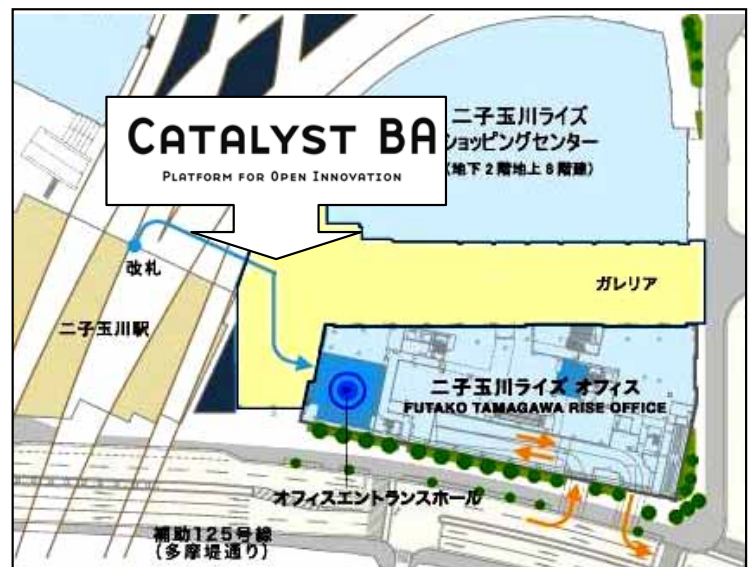 CATALYST BA
PLATFORM FOR OPEN INNOVATION
二子玉川ライズ
ショッピングセンター
(地下2階地上8階建)
改札
ガレリア
二子玉川駅
二子玉川ライズ オフィス
FUTAKO TAMAGAWA RISE OFFICE
オフィスエントランスホール
補助125号線
(多摩堤通り)